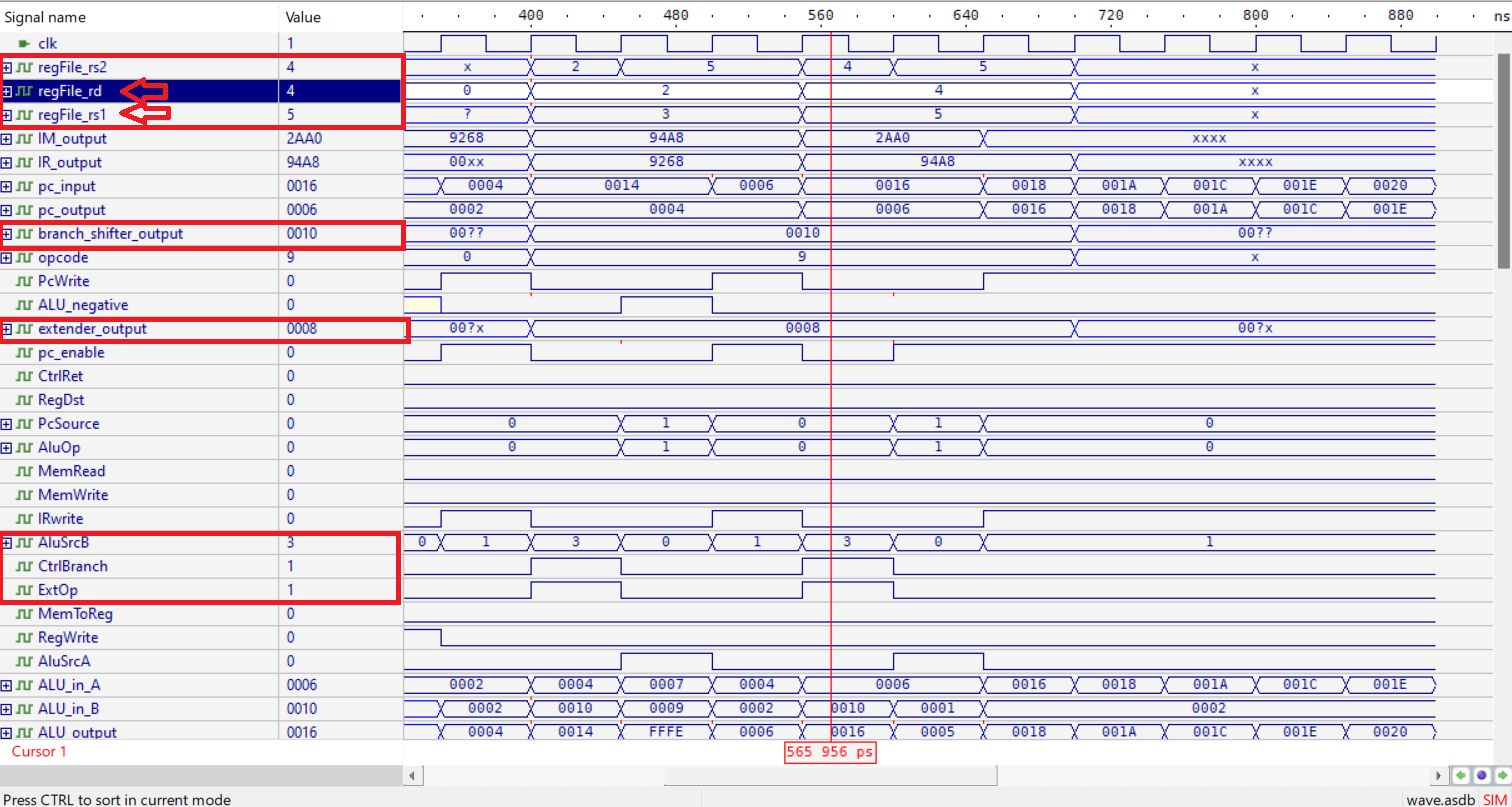 Signal name Value 400 480 560 640 720 800 880 ns
clk 1
regFile_rs2 4 x 2 5 4 5 x
regFile_rd 4 0 2 4 x
regFile_rs1 5 ? 3 5 x
IM_output 2AA0 9268 94A8 2AA0 xxxx
IR_output 94A8 00xx 9268 94A8 xxxx
pc_input 0016 0004 0014 0006 0016 0018 001A 001C 001E 0020
pc_output 0006 0002 0004 0006 0016 0018 001A 001C 001E
branch_shifter_output 0010 00?? 0010 00??
opcode 9 0 9 x
PcWrite 0
ALU_negative 0
extender_output 0008 00?x 0008 00?x
pc_enable 0
CtrlRet 0
RegDst 0
PcSource 0 0 1 0 1 0
AluOp 0 0 1 0 1 0
MemRead 0
MemWrite 0
IRwrite 0
AluSrcB 3 0 1 3 0 1 3 0 1
CtrlBranch 1
ExtOp 1
MemToReg 0
RegWrite 0
AluSrcA 0
ALU_in_A 0006 0002 0004 0007 0004 0006 0016 0018 001A 001C 001E
ALU_in_B 0010 0002 0010 0009 0002 0010 0001 0002
ALU_output 0016 0004 0014 FFFE 0006 0016 0005 0018 001A 001C 001E 0020
Cursor 1 565 956 ps
Press CTRL to sort in current mode wave.asdb SIM